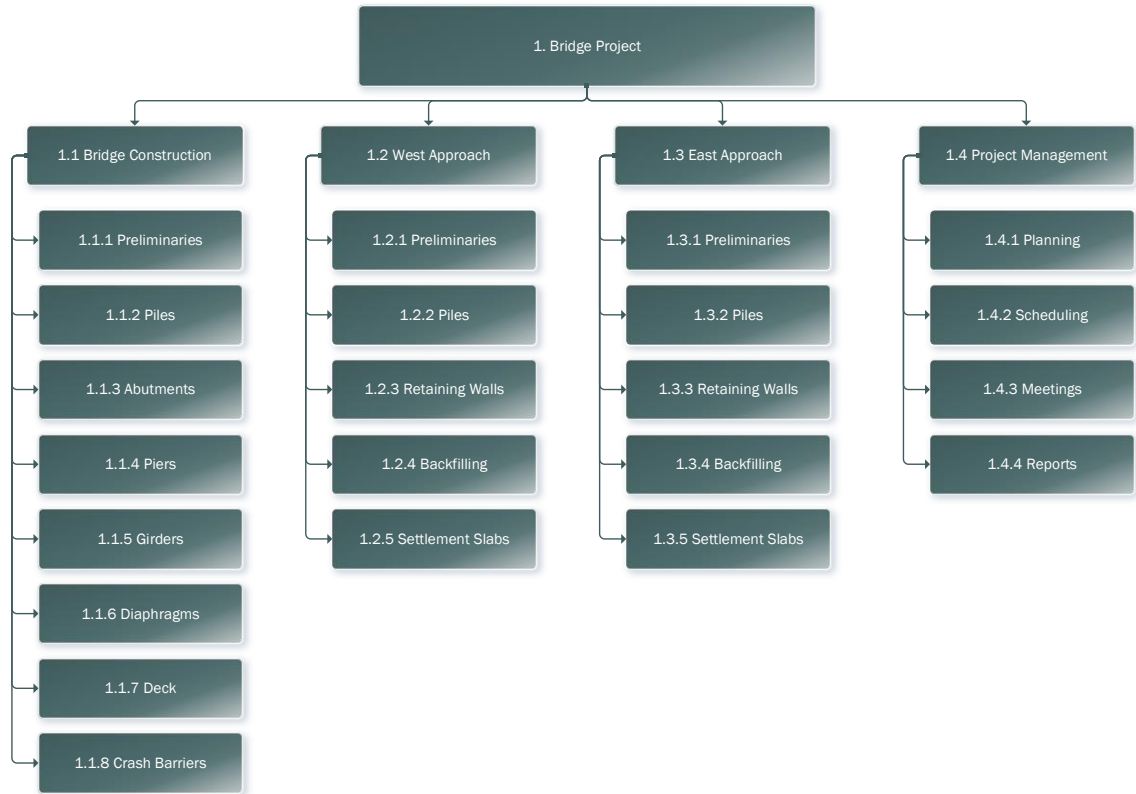 1. Bridge Project
1.1 Bridge Construction
1.1.1 Preliminaries
1.1.2 Piles
1.1.3 Abutments
1.1.4 Piers
1.1.5 Girders
1.1.6 Diaphragms
1.1.7 Deck
1.1.8 Crash Barriers
1.2 West Approach
1.2.1 Preliminaries
1.2.2 Piles
1.2.3 Retaining Walls
1.2.4 Backfilling
1.2.5 Settlement Slabs
1.3 East Approach
1.3.1 Preliminaries
1.3.2 Piles
1.3.3 Retaining Walls
1.3.4 Backfilling
1.3.5 Settlement Slabs
1.4 Project Management
1.4.1 Planning
1.4.2 Scheduling
1.4.3 Meetings
1.4.4 Reports